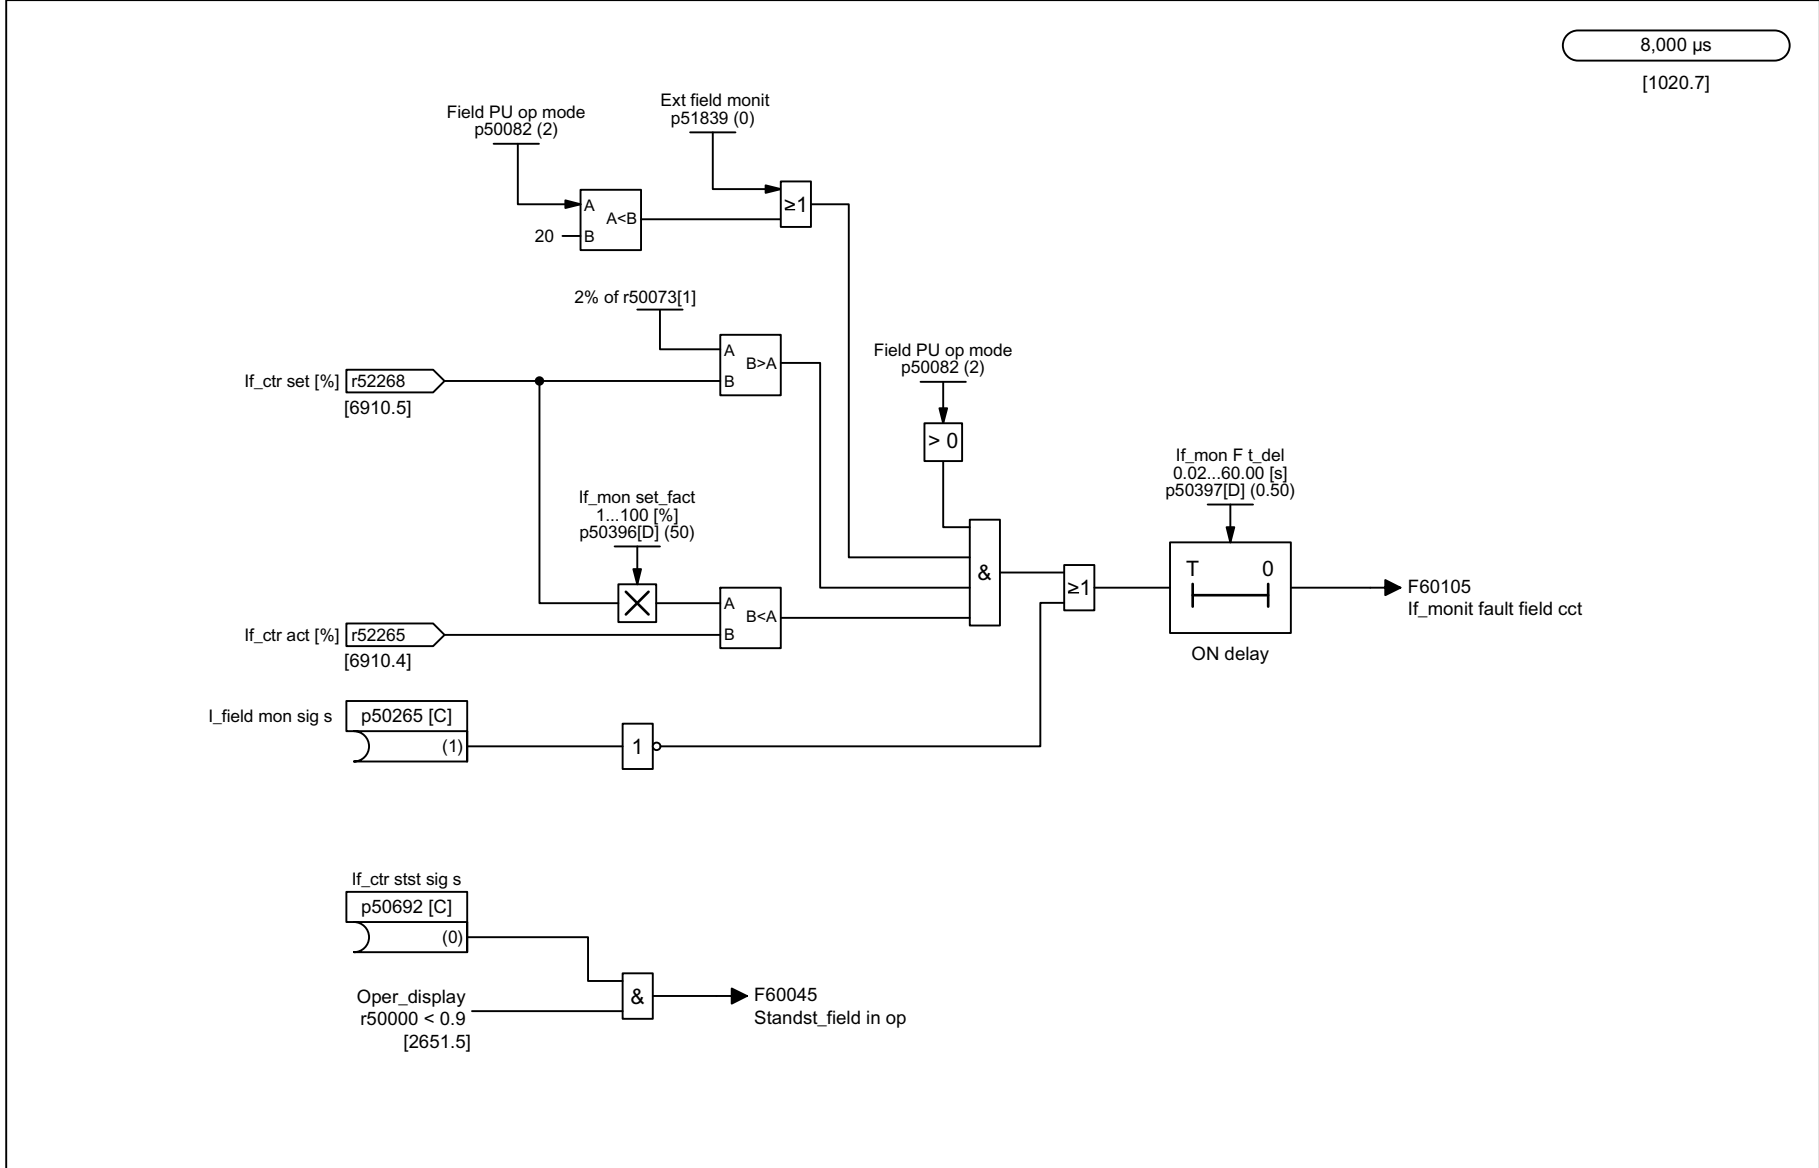 8,000 µs
[1020.7]
Ext field monit
p51839 (0)
Field PU op mode
p50082 (2)
A
A<B
20
B
≥1
2% of r50073[1]
A
B>A
B
If_ctr set [%]
r52268
[6910.5]
Field PU op mode
p50082 (2)
> 0
If_mon set_fact
1...100 [%]
p50396[D] (50)
If_mon F t_del
0.02...60.00 [s]
p50397[D] (0.50)
A
B<A
B
&
≥1
T 0
ON delay
F60105
If_monit fault field cct
If_ctr act [%]
r52265
[6910.4]
I_field mon sig s
p50265 [C]
(1)
1
If_ctr stst sig s
p50692 [C]
(0)
Oper_display
r50000 < 0.9
[2651.5]
&
F60045
Standst_field in op